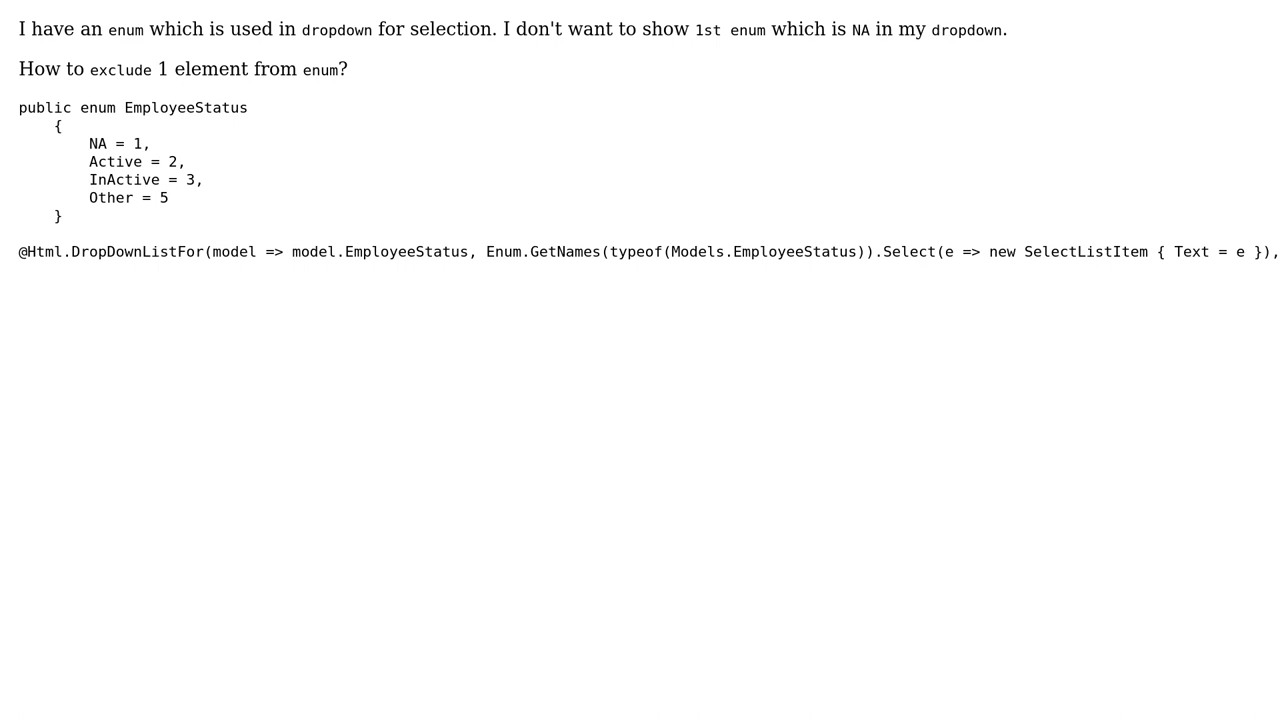 I have an enum which is used in dropdown for selection. I don't want to show 1st enum which is NA in my dropdown.
How to exclude 1 element from enum?
public enum EmployeeStatus
    {
        NA = 1,
        Active = 2,
        InActive = 3,
        Other = 5
    }
@Html.DropDownListFor(model => model.EmployeeStatus, Enum.GetNames(typeof(Models.EmployeeStatus)).Select(e => new SelectListItem { Text = e }),